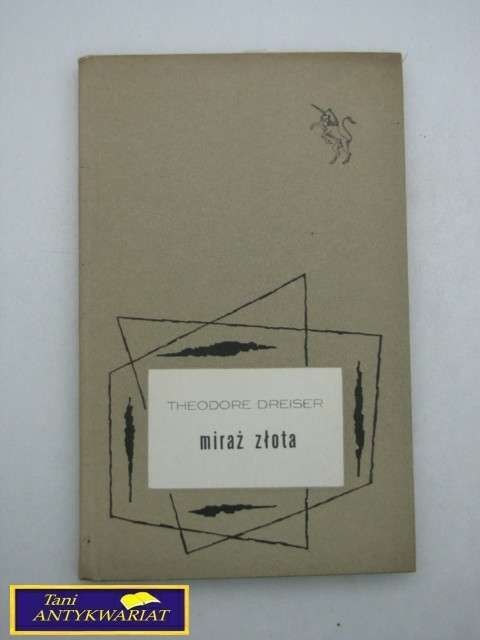 THEODORE DREISER
miraż złota
Tani
ANTYKWARIAT